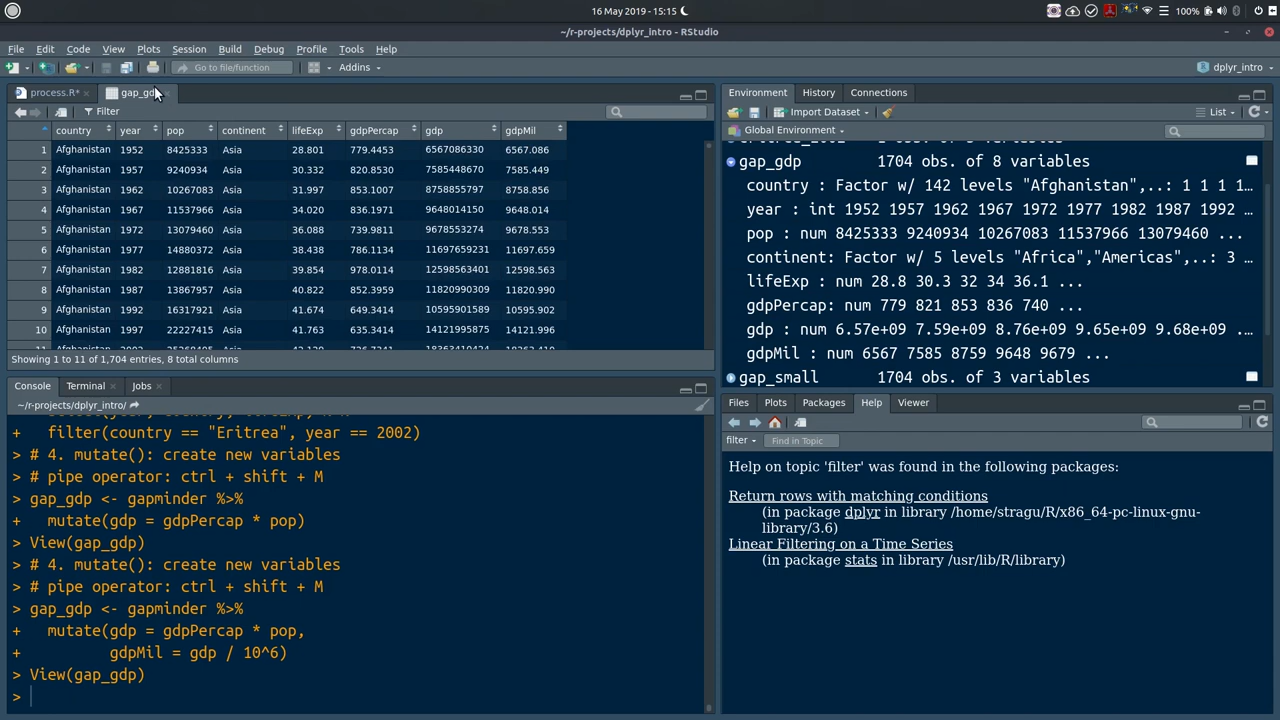 16 May 2019 - 15:15
100%
~/r-projects/dplyr_intro - RStudio
File Edit Code View Plots Session Build Debug Profile Tools Help
Go to file/function
Addins
dplyr_intro
process.R*
gap_gdp
Filter
country year pop continent lifeExp gdpPercap gdp gdpMil
1 Afghanistan 1952 8425333 Asia 28.801 779.4453 6567086330 6567.086
2 Afghanistan 1957 9240934 Asia 30.332 820.8530 7585448670 7585.449
3 Afghanistan 1962 10267083 Asia 31.997 853.1007 8758855797 8758.856
4 Afghanistan 1967 11537966 Asia 34.020 836.1971 9648014150 9648.014
5 Afghanistan 1972 13079460 Asia 36.088 739.9811 9678553274 9678.553
6 Afghanistan 1977 14880372 Asia 38.438 786.1134 11697659231 11697.659
7 Afghanistan 1982 12881816 Asia 39.854 978.0114 12598563401 12598.563
8 Afghanistan 1987 13867957 Asia 40.822 852.3959 11820990309 11820.990
9 Afghanistan 1992 16317921 Asia 41.674 649.3414 10595901589 10595.902
10 Afghanistan 1997 22227415 Asia 41.763 635.3414 14121995875 14121.996
Showing 1 to 11 of 1,704 entries, 8 total columns
Console Terminal Jobs
~/r-projects/dplyr_intro/
+ filter(country == "Eritrea", year == 2002)
> # 4. mutate(): create new variables
> # pipe operator: ctrl + shift + M
> gap_gdp <- gapminder %>%
+ mutate(gdp = gdpPercap * pop)
> View(gap_gdp)
> # 4. mutate(): create new variables
> # pipe operator: ctrl + shift + M
> gap_gdp <- gapminder %>%
+ mutate(gdp = gdpPercap * pop,
+ gdpMil = gdp / 10^6)
> View(gap_gdp)
>
Environment History Connections
Import Dataset
List
Global Environment
gap_gdp 1704 obs. of 8 variables
country : Factor w/ 142 levels "Afghanistan",..: 1 1 1 1…
year : int 1952 1957 1962 1967 1972 1977 1982 1987 1992 …
pop : num 8425333 9240934 10267083 11537966 13079460 ...
continent: Factor w/ 5 levels "Africa","Americas",..: 3 …
lifeExp : num 28.8 30.3 32 34 36.1 ...
gdpPercap: num 779 821 853 836 740 ...
gdp : num 6.57e+09 7.59e+09 8.76e+09 9.65e+09 9.68e+09 ..…
gdpMil : num 6567 7585 8759 9648 9679 ...
gap_small 1704 obs. of 3 variables
Files Plots Packages Help Viewer
filter
Find in Topic
Help on topic 'filter' was found in the following packages:
Return rows with matching conditions
(in package dplyr in library /home/stragu/R/x86_64-pc-linux-gnu-
library/3.6)
Linear Filtering on a Time Series
(in package stats in library /usr/lib/R/library)